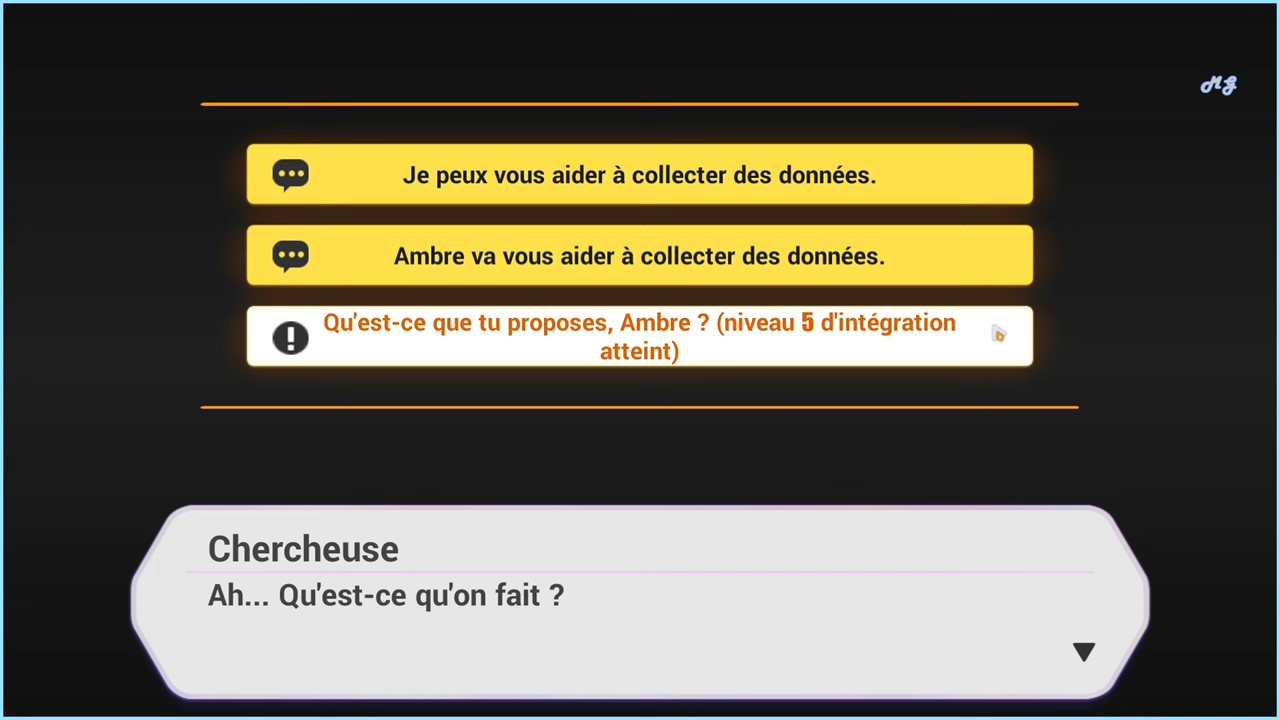 MG
Je peux vous aider à collecter des données.
Ambre va vous aider à collecter des données.
Qu'est-ce que tu proposes, Ambre ? (niveau 5 d'intégration
atteint)
Chercheuse
Ah... Qu'est-ce qu'on fait ?